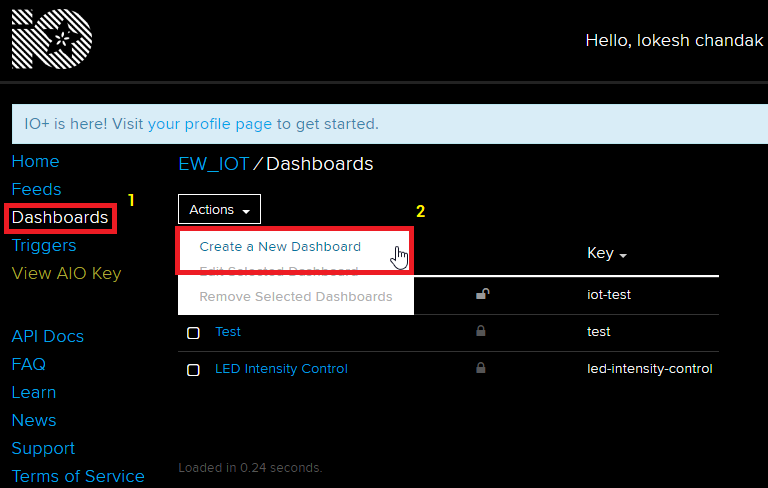 IO
Hello, lokesh chandak
IO+ is here! Visit your profile page to get started.
Home
Feeds
Dashboards
Triggers
View AIO Key
API Docs
FAQ
Learn
News
Support
Terms of Service
1
EW_IOT / Dashboards
Actions
2
Create a New Dashboard
Edit Selected Dashboard
Remove Selected Dashboards
Key
iot-test
Test test
LED Intensity Control led-intensity-control
Loaded in 0.24 seconds.